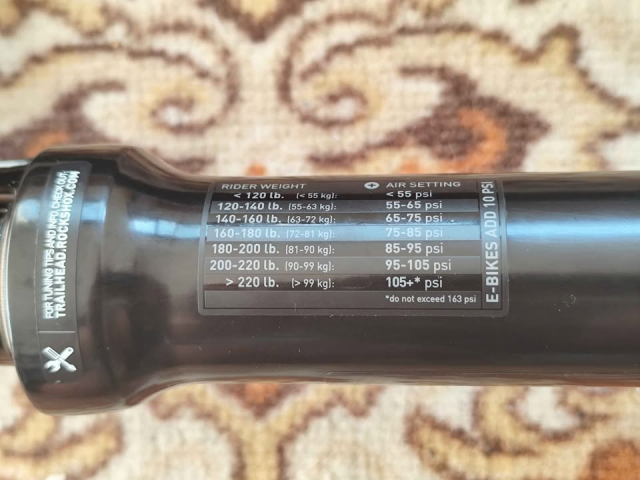 FOR TUNING TIPS AND INFO, CHECK OUT:
TRAILHEAD.ROCKSHOX.COM
RIDER WEIGHT + AIR SETTING
< 120 lb. (< 55 kg): < 55 psi
120-140 lb. (55-63 kg): 55-65 psi
140-160 lb. (63-72 kg): 65-75 psi
160-180 lb. (72-81 kg): 75-85 psi
180-200 lb. (81-90 kg): 85-95 psi
200-220 lb. (90-99 kg): 95-105 psi
> 220 lb. (> 99 kg): 105+* psi
*do not exceed 163 psi
E-BIKES ADD 10 PSI